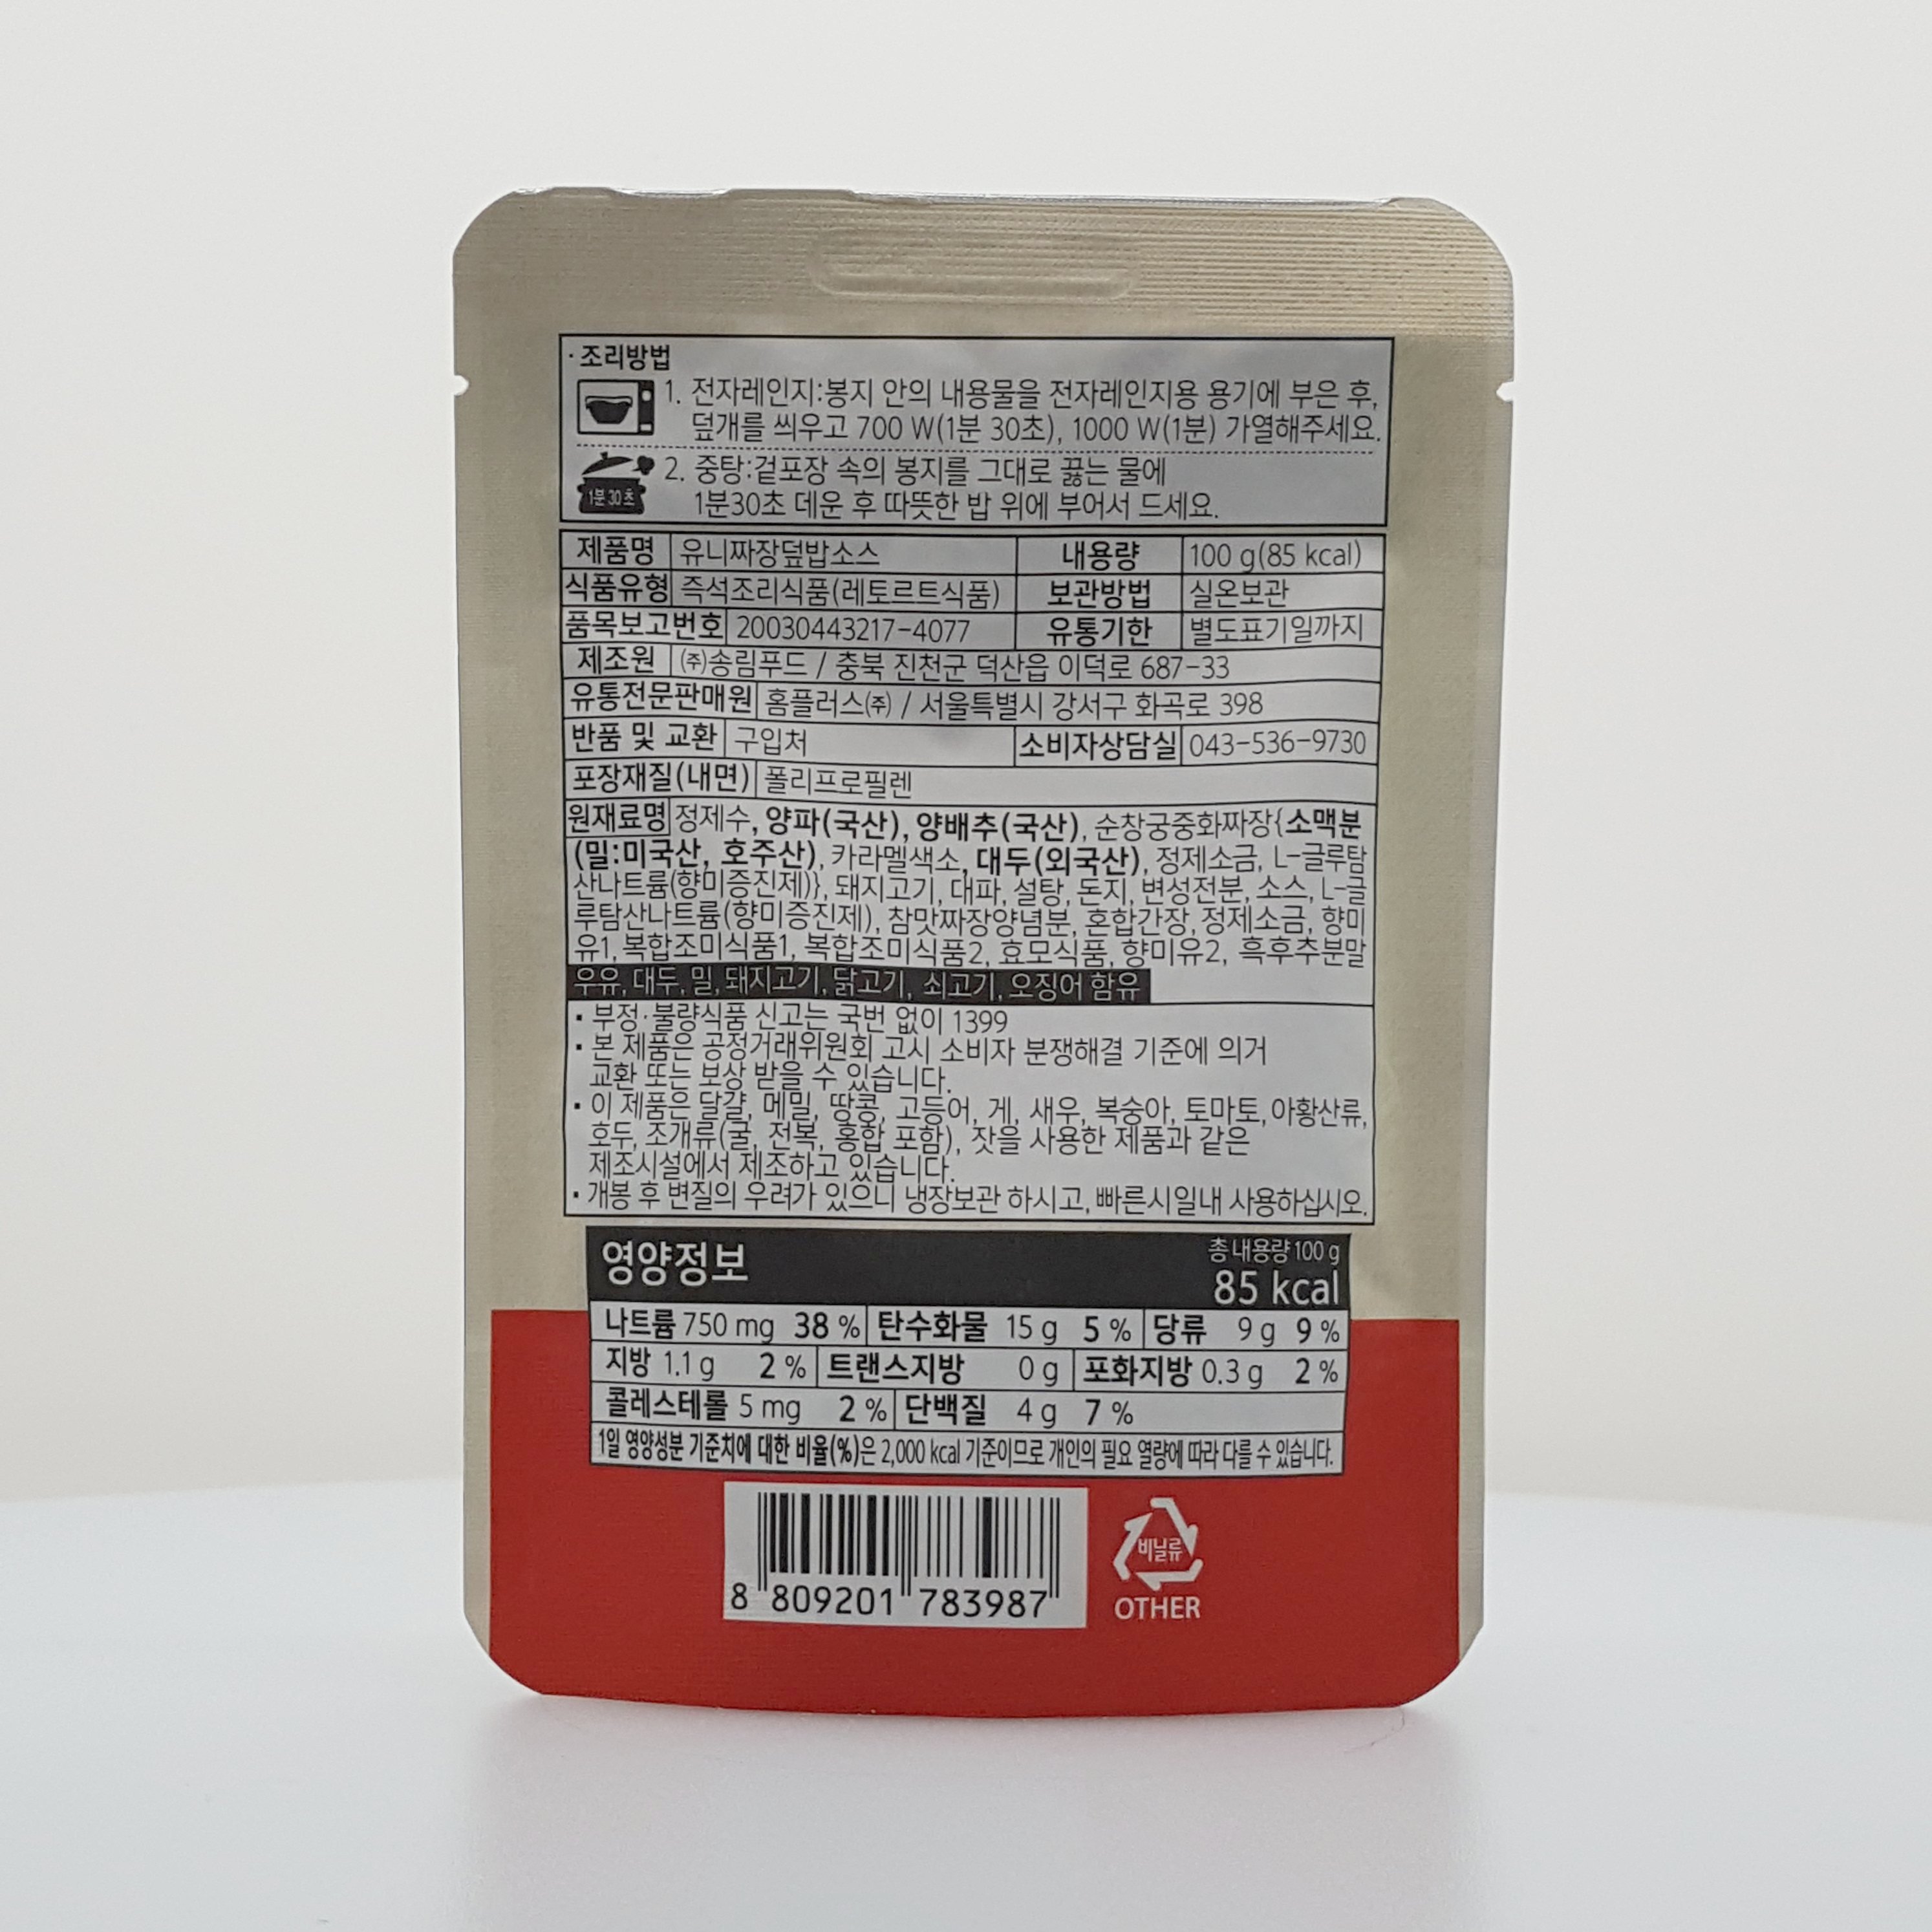 · 조리방법
1. 전자레인지:봉지 안의 내용물을 전자레인지용 용기에 부은 후,
덮개를 씌우고 700 W(1분 30초), 1000 W(1분) 가열해주세요.
1분30초
2. 중탕:겉포장 속의 봉지를 그대로 끓는 물에
1분30초 데운 후 따뜻한 밥 위에 부어서 드세요.
제품명 유니짜장덮밥소스 내용량 100 g(85 kcal)
식품유형 즉석조리식품(레토르트식품) 보관방법 실온보관
품목보고번호 20030443217-4077 유통기한 별도표기일까지
제조원 ㈜송림푸드 / 충북 진천군 덕산읍 이덕로 687-33
유통전문판매원 홈플러스㈜ / 서울특별시 강서구 화곡로 398
반품 및 교환 구입처 소비자상담실 043-536-9730
포장재질(내면) 폴리프로필렌
원재료명 정제수, 양파(국산), 양배추(국산), 순창궁중화짜장{소맥분
(밀:미국산, 호주산), 카라멜색소, 대두(외국산), 정제소금, L-글루탐
산나트륨(향미증진제)}, 돼지고기, 대파, 설탕, 돈지, 변성전분, 소스, L-글
루탐산나트륨(향미증진제), 참맛짜장양념분, 혼합간장, 정제소금, 향미
유1, 복합조미식품1, 복합조미식품2, 효모식품, 향미유2, 흑후추분말
우유, 대두, 밀, 돼지고기, 닭고기, 쇠고기, 오징어 함유
▪ 부정·불량식품 신고는 국번 없이 1399
▪ 본 제품은 공정거래위원회 고시 소비자 분쟁해결 기준에 의거
교환 또는 보상 받을 수 있습니다.
▪ 이 제품은 달걀, 메밀, 땅콩, 고등어, 게, 새우, 복숭아, 토마토, 아황산류,
호두, 조개류(굴, 전복, 홍합 포함), 잣을 사용한 제품과 같은
제조시설에서 제조하고 있습니다.
▪ 개봉 후 변질의 우려가 있으니 냉장보관 하시고, 빠른시일내 사용하십시오.
영양정보 총 내용량 100 g
85 kcal
나트륨 750 mg 38 % 탄수화물 15 g 5 % 당류 9 g 9 %
지방 1.1 g 2 % 트랜스지방 0 g 포화지방 0.3 g 2 %
콜레스테롤 5 mg 2 % 단백질 4 g 7 %
1일 영양성분 기준치에 대한 비율(%)은 2,000 kcal 기준이므로 개인의 필요 열량에 따라 다를 수 있습니다.
8 809201 783987
비닐류
OTHER